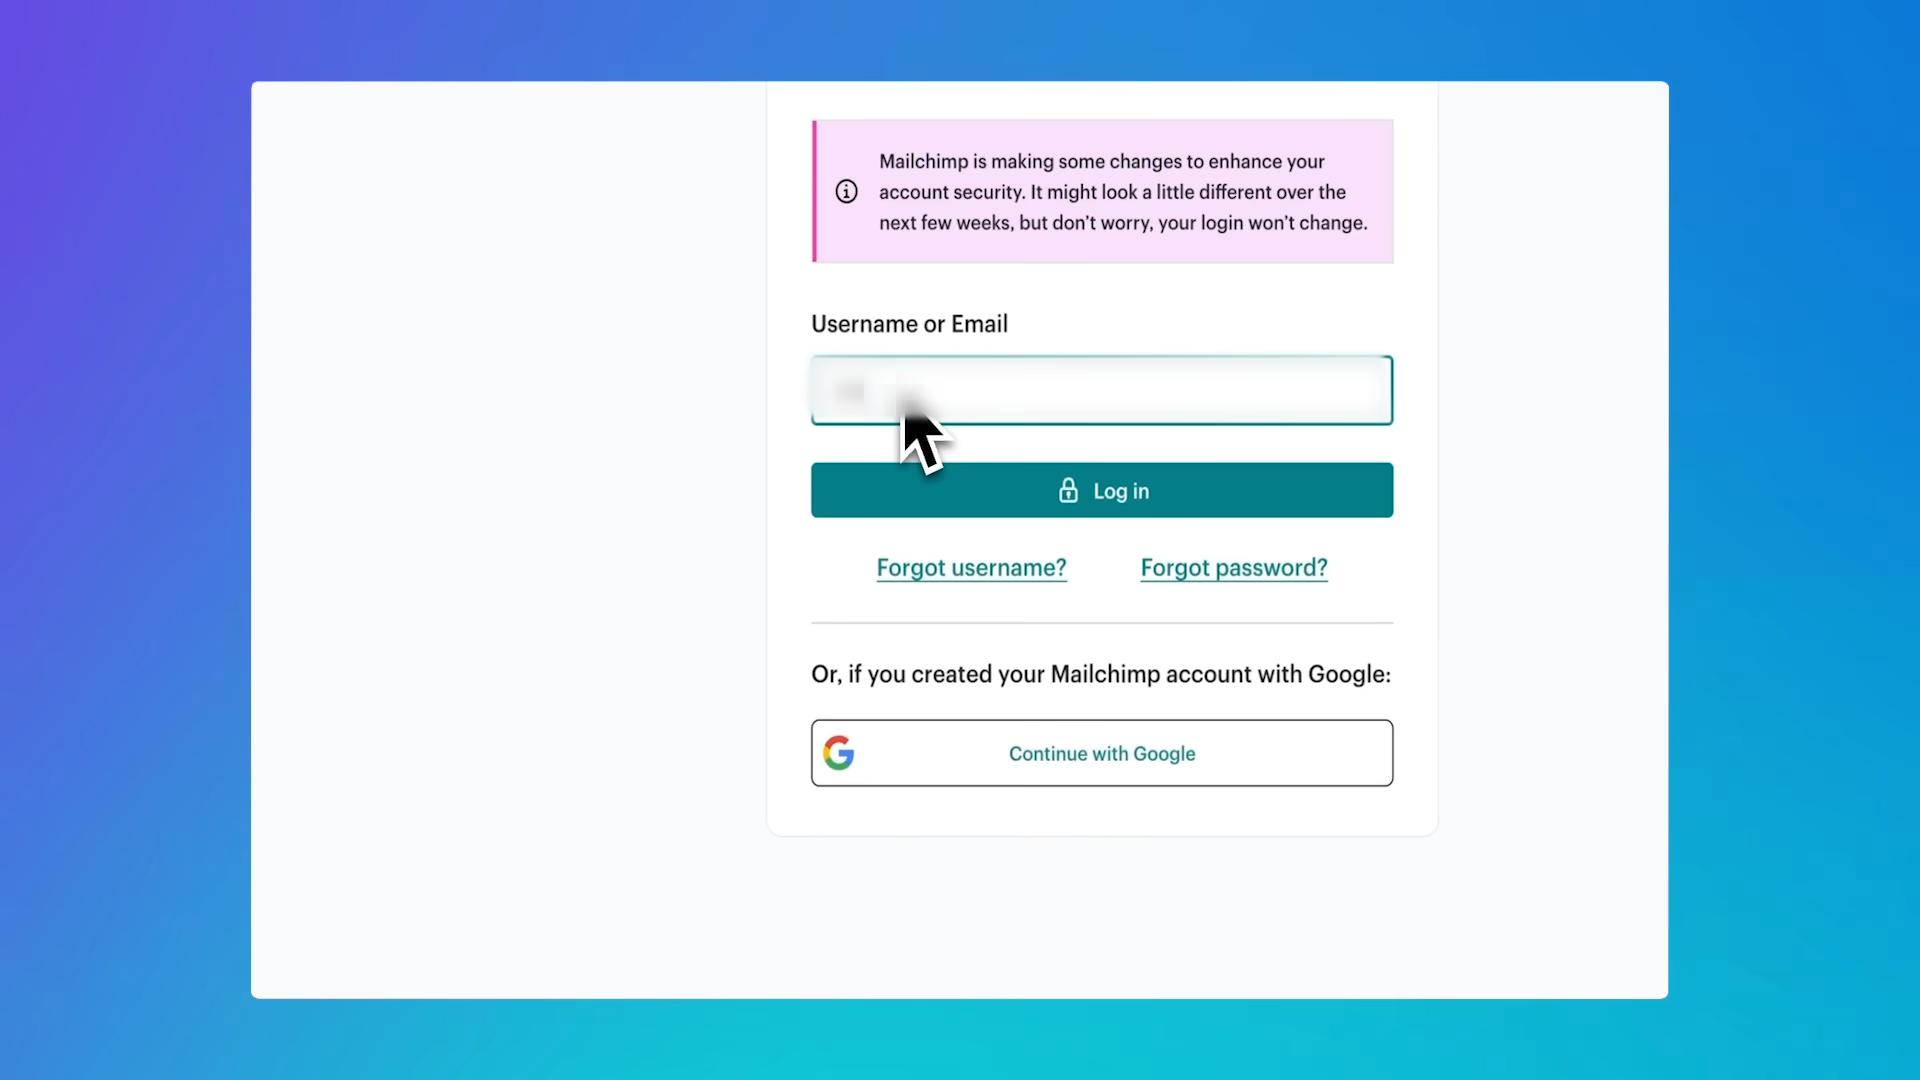 Mailchimp is making some changes to enhance your
account security. It might look a little different over the
next few weeks, but don't worry, your login won't change.
Username or Email
Log in
Forgot username? Forgot password?
Or, if you created your Mailchimp account with Google:
Continue with Google